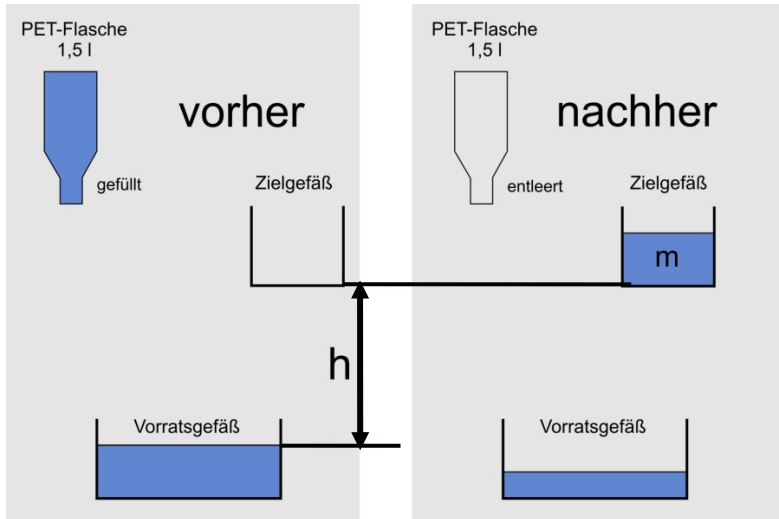 PET-Flasche
1,5 l
vorher
gefüllt
Zielgefäß
h
Vorratsgefäß
PET-Flasche
1,5 l
nachher
entleert
Zielgefäß
m
Vorratsgefäß